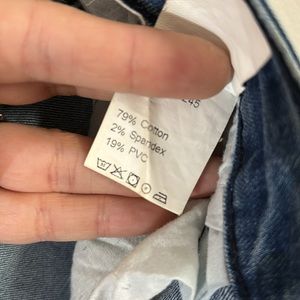 79% Cotton
2% Spandex
19% PVC